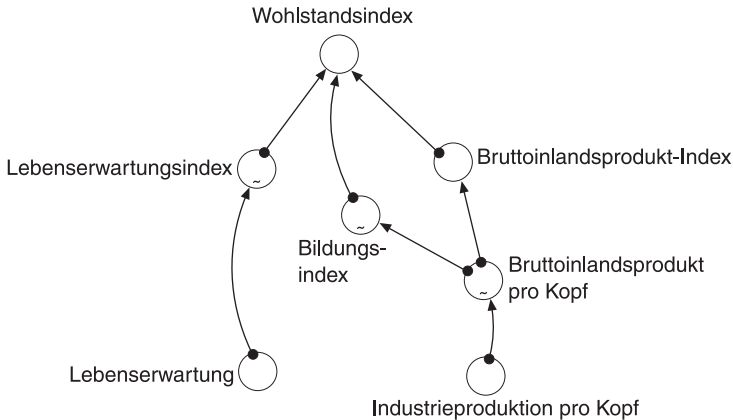 Wohlstandsindex
Lebenserwartungsindex
~
Bruttoinlandsprodukt-Index
~
Bildungs-
index
Bruttoinlandsprodukt
pro Kopf
~
Lebenserwartung
Industrieproduktion pro Kopf